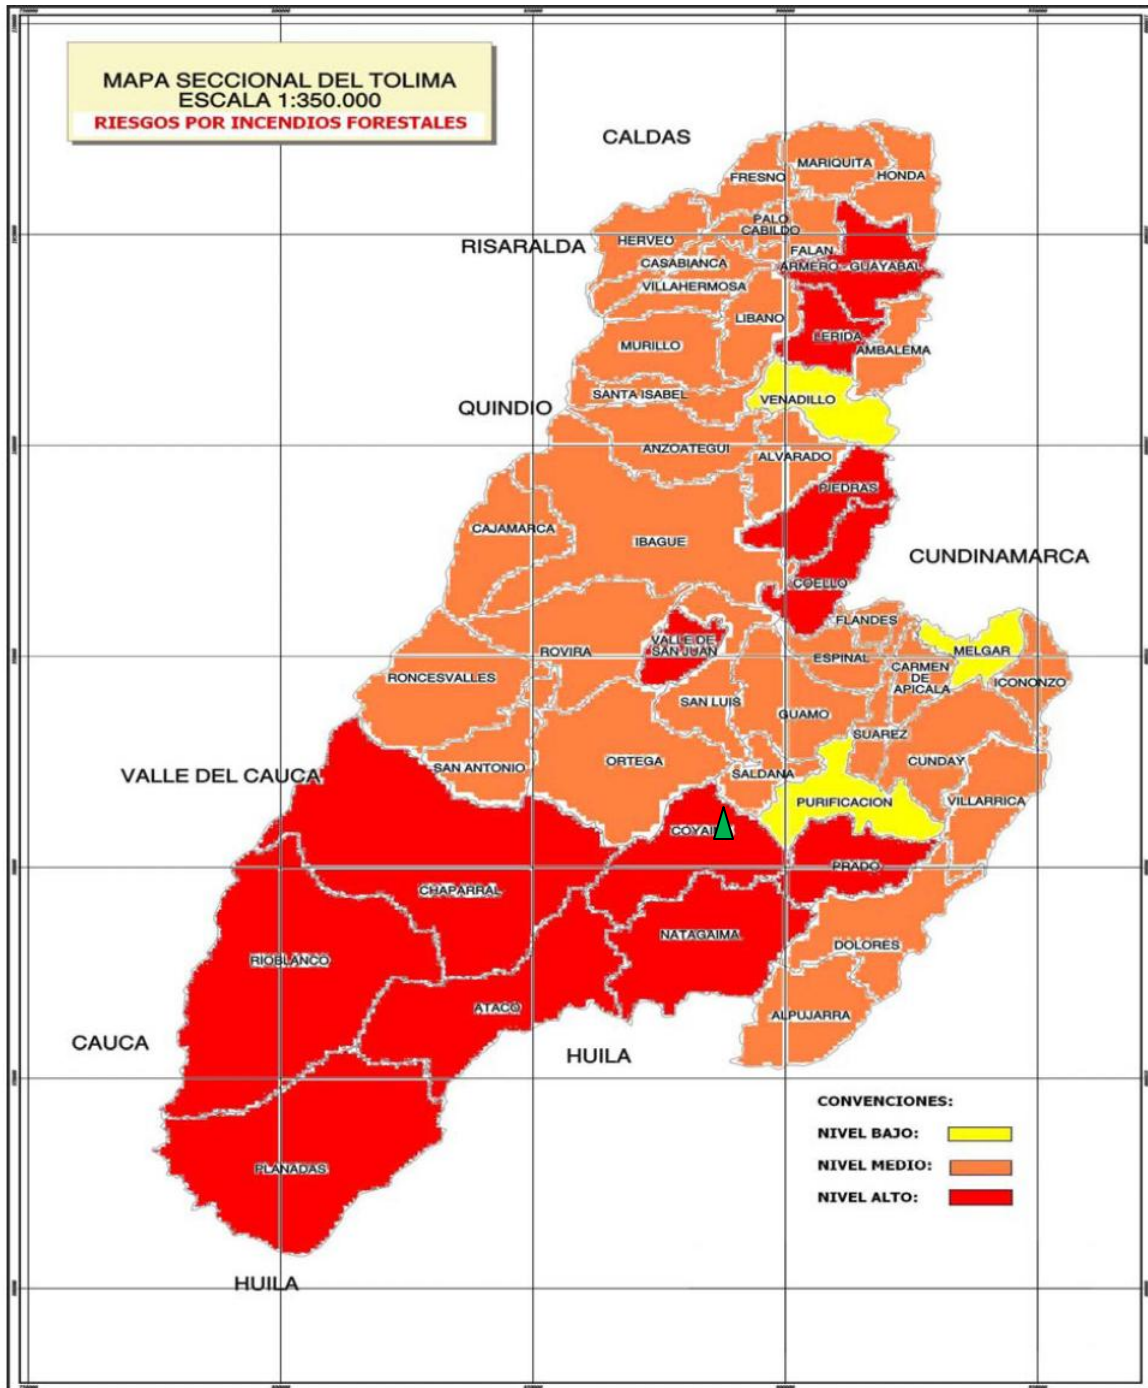 MAPA SECCIONAL DEL TOLIMA
ESCALA 1:350.000
RIESGOS POR INCENDIOS FORESTALES
CALDAS
MARIQUITA
FRESNO
HONDA
PALO
CABILDO
HERVEO
RISARALDA
FALAN
CASABIANCA
ARMERO - GUAYABAL
VILLAHERMOSA
LIBANO
LERIDA
MURILLO
AMBALEMA
SANTA ISABEL
VENADILLO
QUINDIO
ANZOATEGUI
ALVARADO
PIEDRAS
CAJAMARCA
IBAGUE
CUNDINAMARCA
COELLO
FLANDES
VALLE DE
SAN JUAN
ROVIRA
MELGAR
ESPINAL
CARMEN
DE
APICALA
RONCESVALLES
ICONONZO
SAN LUIS
GUAMO
SUAREZ
ORTEGA
CUNDAY
SAN ANTONIO
SALDANA
VALLE DEL CAUCA
PURIFICACION
VILLARRICA
PRADO
CHAPARRAL
NATAGAIMA
DOLORES
RIOBLANCO
ATACO
ALPUJARRA
CAUCA
HUILA
CONVENCIONES:
NIVEL BAJO:
NIVEL MEDIO:
NIVEL ALTO:
PLANADAS
HUILA